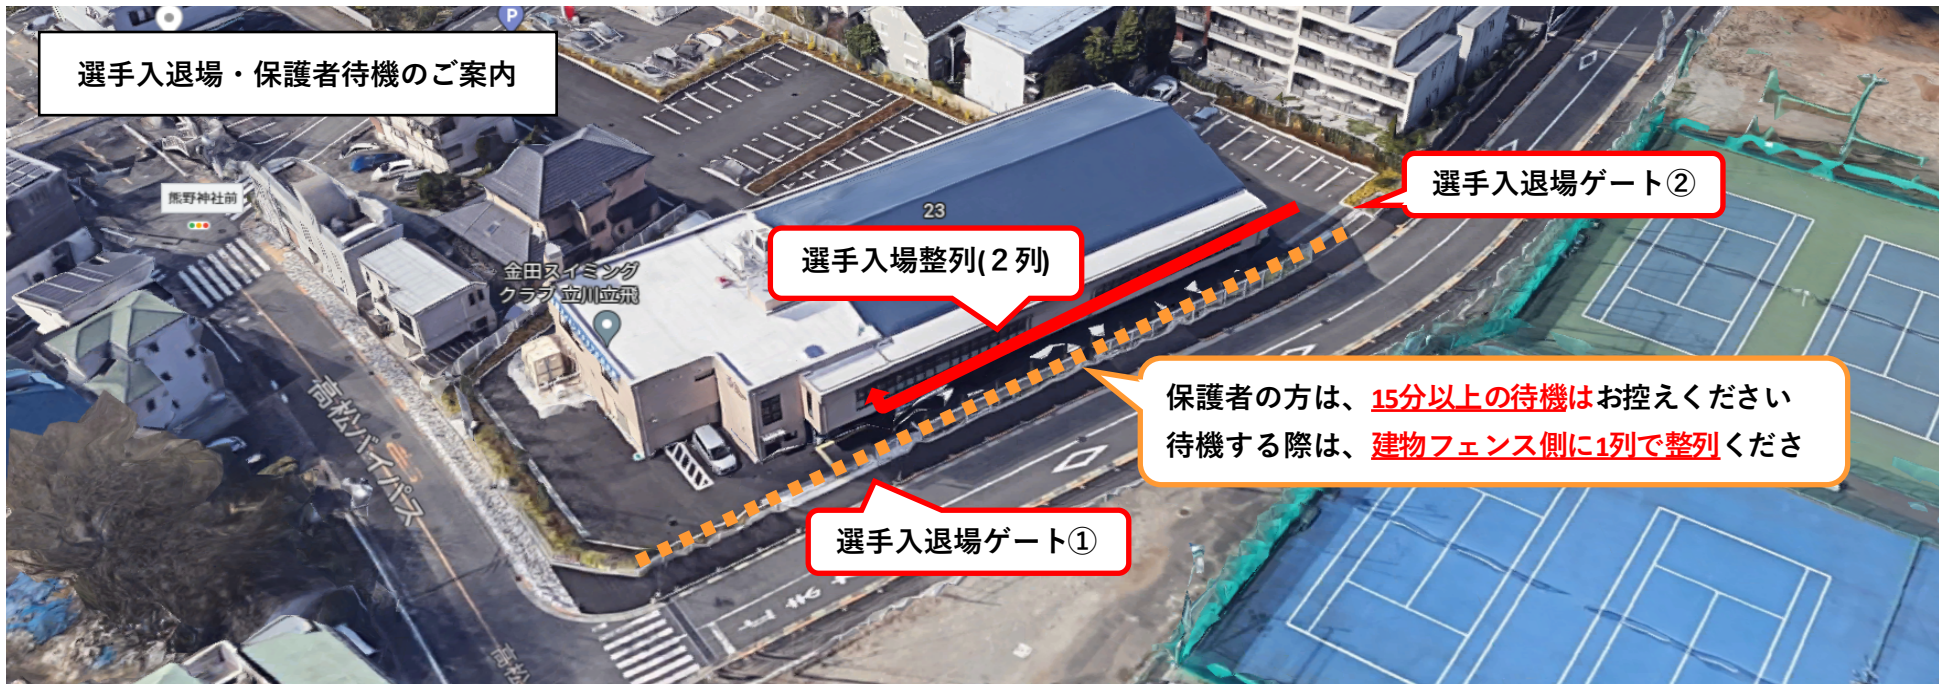 選手入退場・保護者待機のご案内
P
熊野神社前
23
選手入退場ゲート②
選手入場整列(２列)
金田スイミング
クラブ 立川立飛
保護者の方は、15分以上の待機はお控えください
待機する際は、建物フェンス側に1列で整列くださ
高松バイパス
選手入退場ゲート①
高松